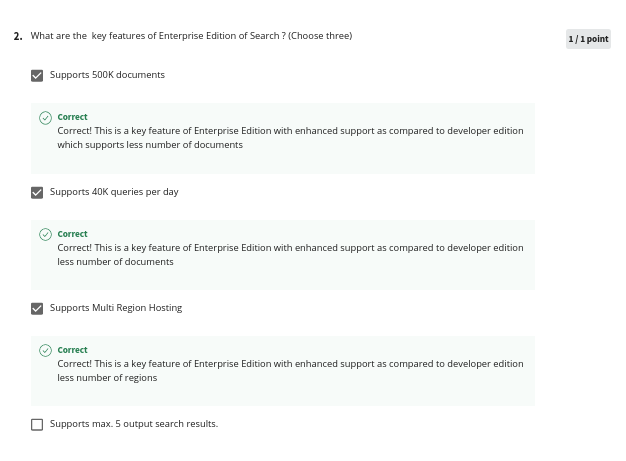 2. What are the key features of Enterprise Edition of Search ? (Choose three)
1 / 1 point
Supports 500K documents
Correct
Correct! This is a key feature of Enterprise Edition with enhanced support as compared to developer edition
which supports less number of documents
Supports 40K queries per day
Correct
Correct! This is a key feature of Enterprise Edition with enhanced support as compared to developer edition
less number of documents
Supports Multi Region Hosting
Correct
Correct! This is a key feature of Enterprise Edition with enhanced support as compared to developer edition
less number of regions
Supports max. 5 output search results.